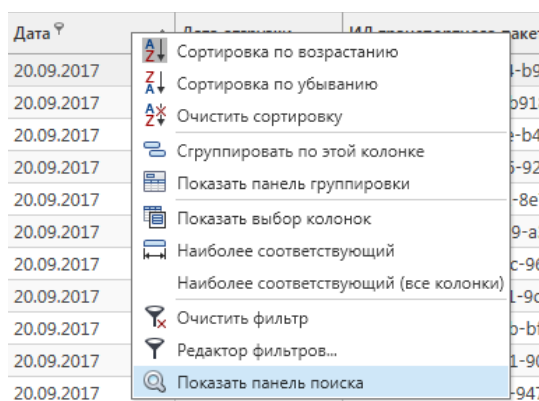 Дата
20.09.2017
20.09.2017
20.09.2017
20.09.2017
20.09.2017
20.09.2017
20.09.2017
20.09.2017
20.09.2017
20.09.2017
20.09.2017
Сортировка по возрастанию
Сортировка по убыванию
Очистить сортировку
Сгруппировать по этой колонке
Показать панель группировки
Показать выбор колонок
Наиболее соответствующий
Наиболее соответствующий (все колонки)
Очистить фильтр
Редактор фильтров...
Показать панель поиска